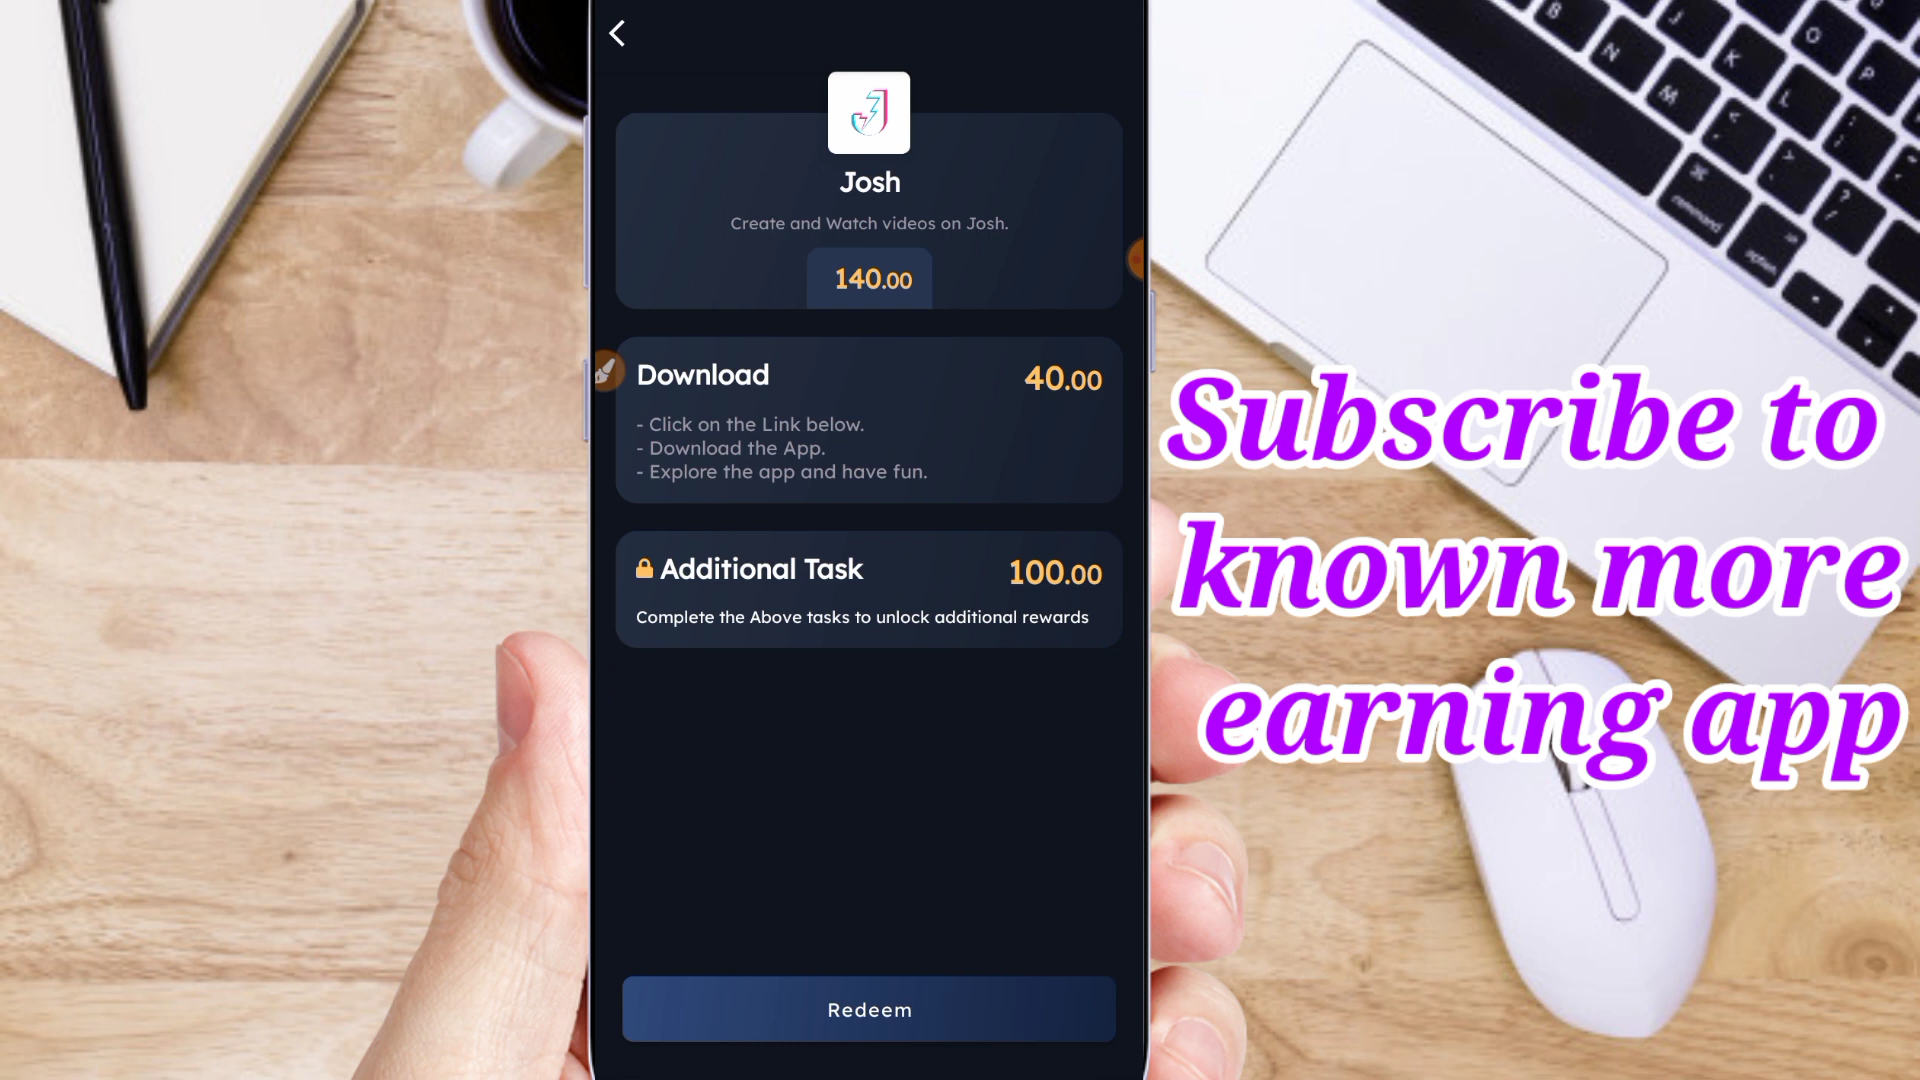 Josh
Create and Watch videos on Josh.
140.00
Download
40.00
- Click on the Link below.
- Download the App.
- Explore the app and have fun.
Additional Task
100.00
Complete the Above tasks to unlock additional rewards
Redeem
Subscribe to
known more
earning app
B
N
M
J
K
L
O
P
command
option